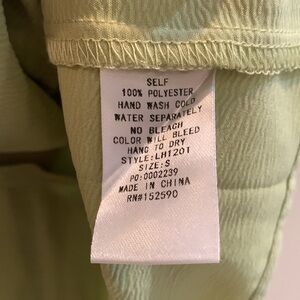 SELF
100% POLYESTER
HAND WASH COLD
WATER SEPARATELY
NO BLEACH
COLOR WILL BLEED
HANG TO DRY
STYLE:LH1201
SIZE:S
PO:0002239
MADE IN CHINA
RN#152590